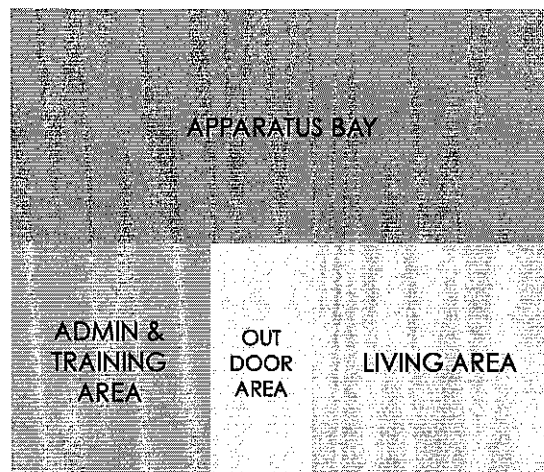 APPARATUS BAY
ADMIN &
TRAINING
AREA
OUT
DOOR
AREA
LIVING AREA